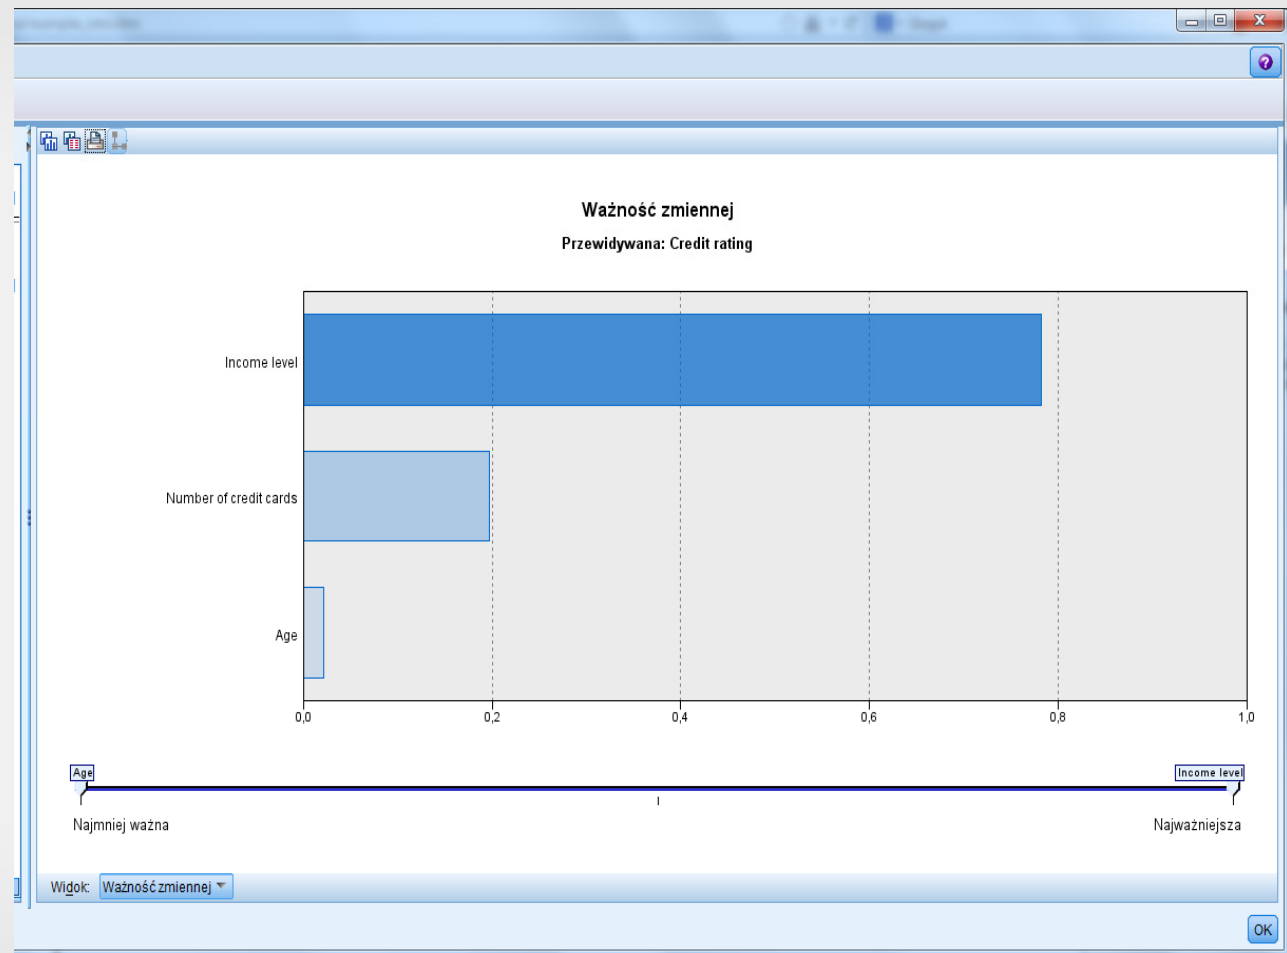 Ważność zmiennej
Przewidywana: Credit rating
Income level
Number of credit cards
Age
0,0 0,2 0,4 0,6 0,8 1,0
Age Income level
Najmniej ważna Najważniejsza
Widok: Ważność zmiennej
OK